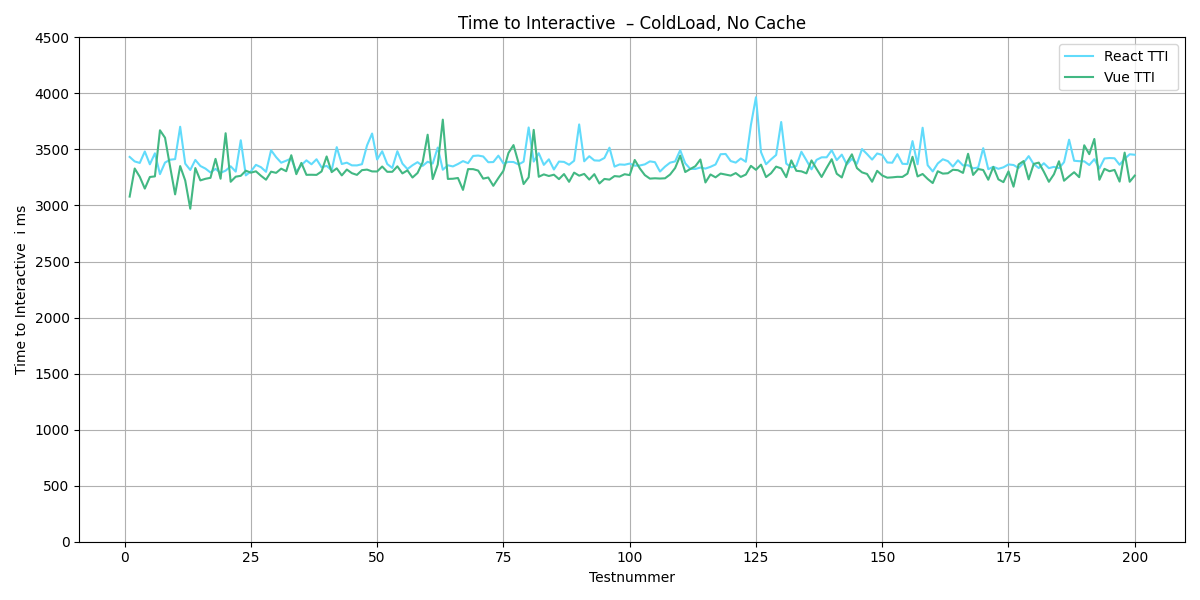 Time to Interactive – ColdLoad, No Cache
React TTI
Vue TTI
Time to Interactive i ms
4500
4000
3500
3000
2500
2000
1500
1000
500
0
0 25 50 75 100 125 150 175 200
Testnummer